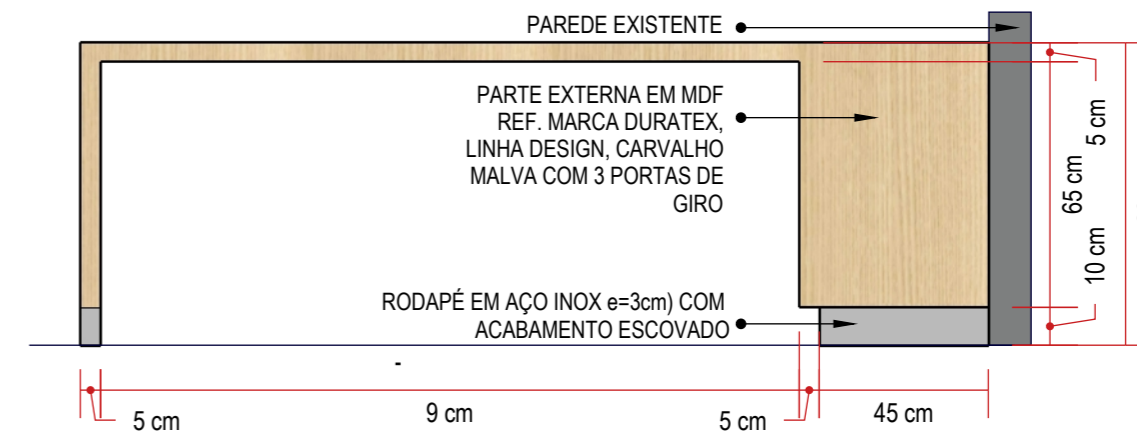 PAREDE EXISTENTE
PARTE EXTERNA EM MDF
REF. MARCA DURATEX,
LINHA DESIGN, CARVALHO
MALVA COM 3 PORTAS DE
GIRO
RODAPÉ EM AÇO INOX e=3cm) COM
ACABAMENTO ESCOVADO
5 cm
65 cm
10 cm
-
5 cm
9 cm
5 cm
45 cm